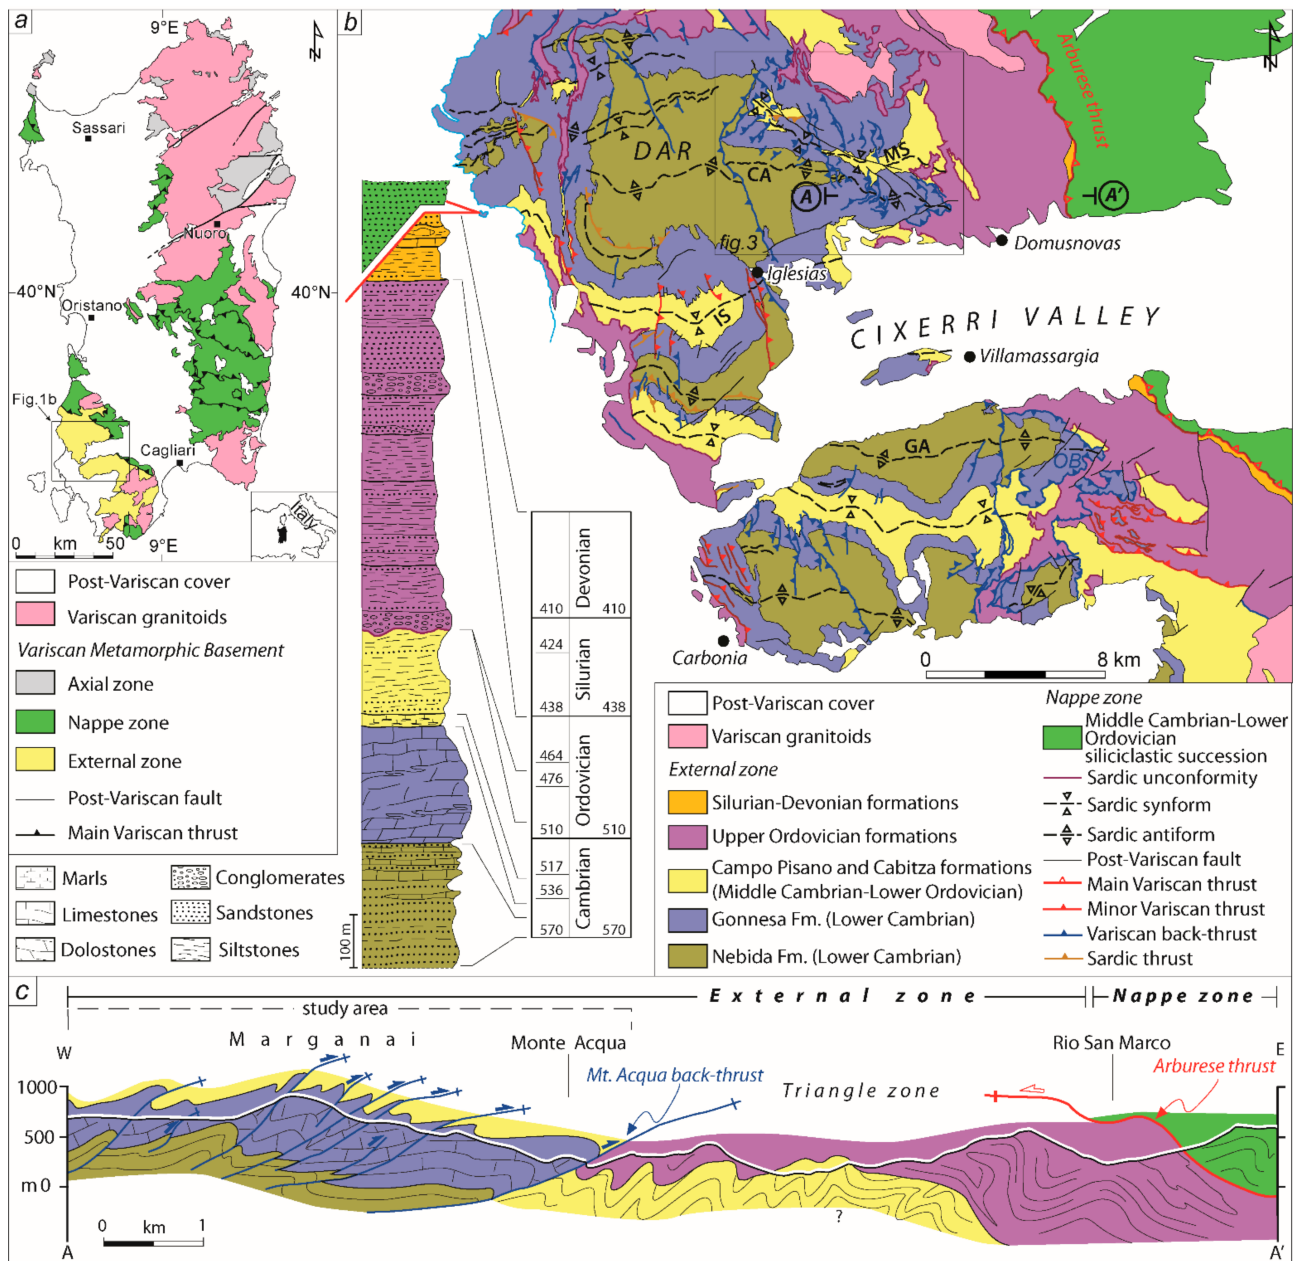 a
9°E
N
Sassari
Nuoro
40°N
40°N
Oristano
Fig.1b
Cagliari
Italy
0 km 50
9°E
Post-Variscan cover
Variscan granitoids
Variscan Metamorphic Basement
Axial zone
Nappe zone
External zone
Post-Variscan fault
Main Variscan thrust
Marls
Conglomerates
Limestones
Sandstones
Dolostones
Siltstones
b
N
Arburese thrust
DAR
MS
CA
A
A'
fig.3
Domusnovas
Iglesias
IS
CIXERRI VALLEY
Villamassargia
GA
OB
Carbonia
0 8 km
100 m
Devonian
410 410
424
Silurian
438 438
464
476
Ordovician
510 510
517
536
Cambrian
570 570
Post-Variscan cover
Variscan granitoids
External zone
Silurian-Devonian formations
Upper Ordovician formations
Campo Pisano and Cabitza formations
(Middle Cambrian-Lower Ordovician)
Gonnesa Fm. (Lower Cambrian)
Nebida Fm. (Lower Cambrian)
Nappe zone
Middle Cambrian-Lower
Ordovician
siliciclastic succession
Sardic unconformity
Sardic synform
Sardic antiform
Post-Variscan fault
Main Variscan thrust
Minor Variscan thrust
Variscan back-thrust
Sardic thrust
c
External zone
Nappe zone
study area
W
Marganai
Monte Acqua
Rio San Marco
E
Mt. Acqua back-thrust
Triangle zone
Arburese thrust
1000
500
m 0
?
0 km 1
A
A'